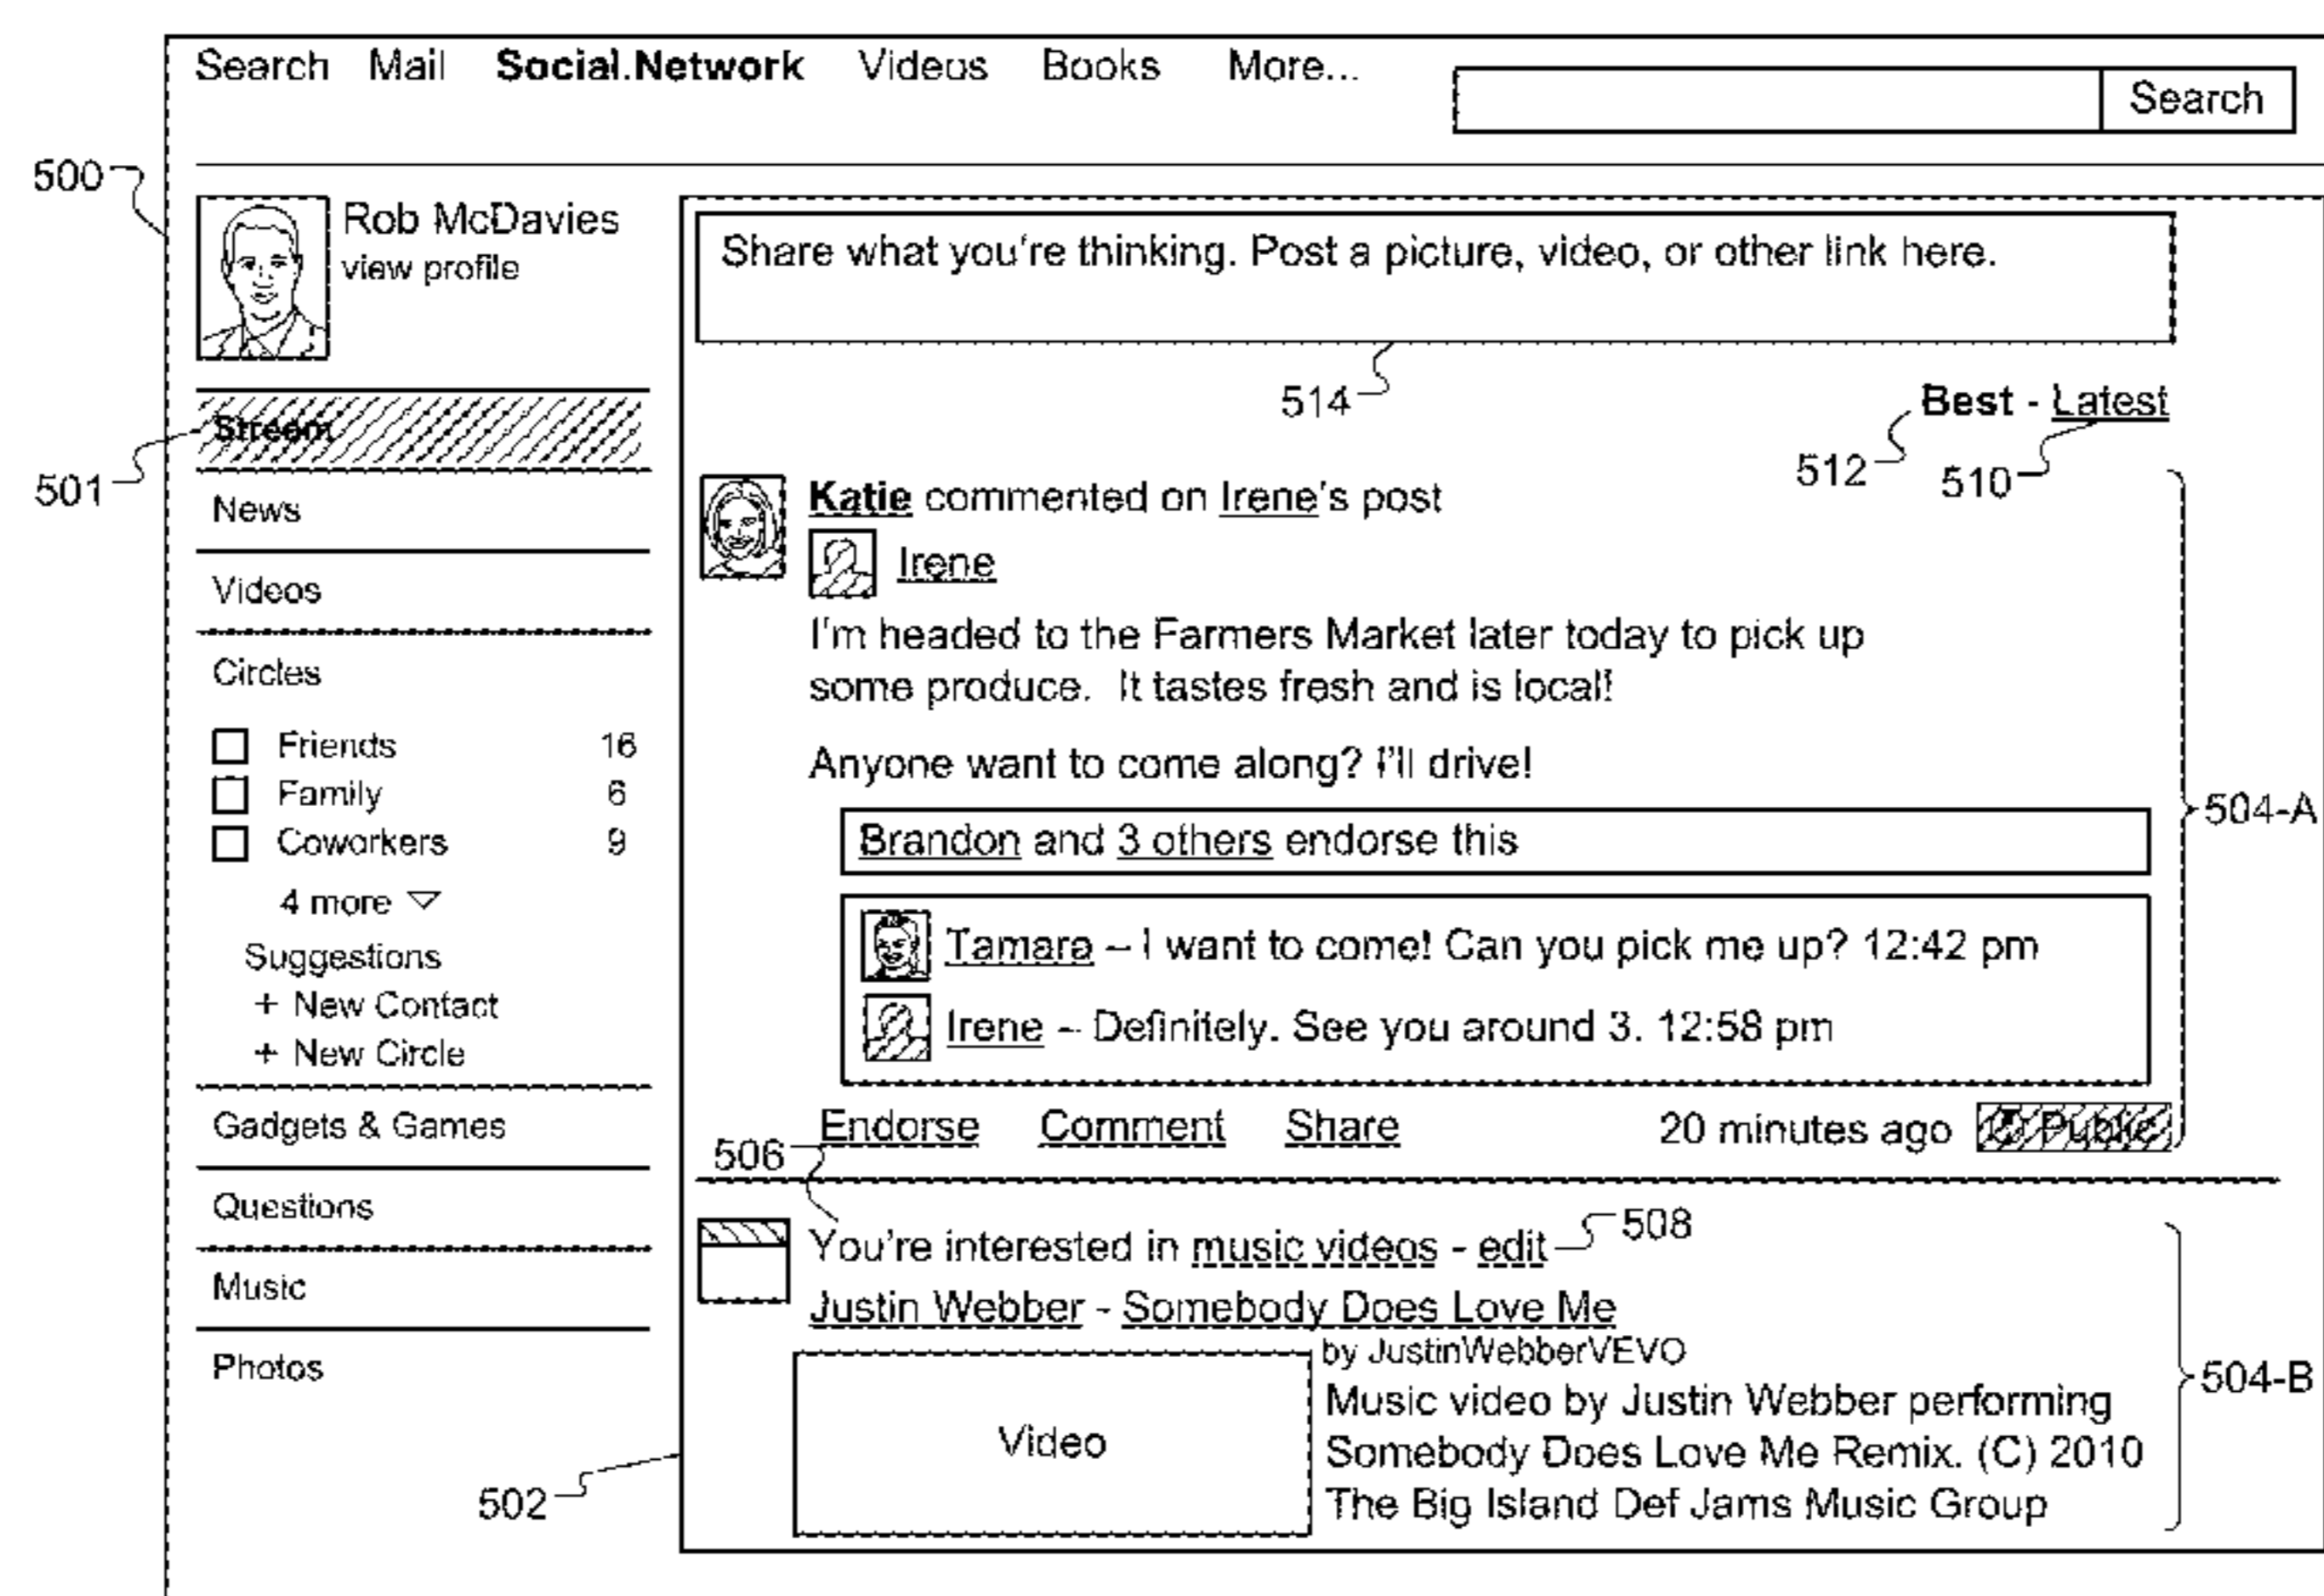 Search Mail Social.Network Videos Books More...
Search
500
Rob McDavies
view profile
Share what you're thinking. Post a picture, video, or other link here.
514
Best - Latest
512
510
Stream
501
News
Videos
Circles
Friends 16
Family 6
Coworkers 9
4 more
Suggestions
+ New Contact
+ New Circle
Gadgets & Games
Questions
Music
Photos
Katie commented on Irene's post
Irene
I'm headed to the Farmers Market later today to pick up
some produce. It tastes fresh and is local!
Anyone want to come along? I'll drive!
504-A
Brandon and 3 others endorse this
Tamara – I want to come! Can you pick me up? 12:42 pm
Irene – Definitely. See you around 3. 12:58 pm
Endorse Comment Share 20 minutes ago Public
506
You're interested in music videos - edit
508
Justin Webber - Somebody Does Love Me
by JustinWebberVEVO
Video
Music video by Justin Webber performing
Somebody Does Love Me Remix. (C) 2010
The Big Island Def Jams Music Group
504-B
502